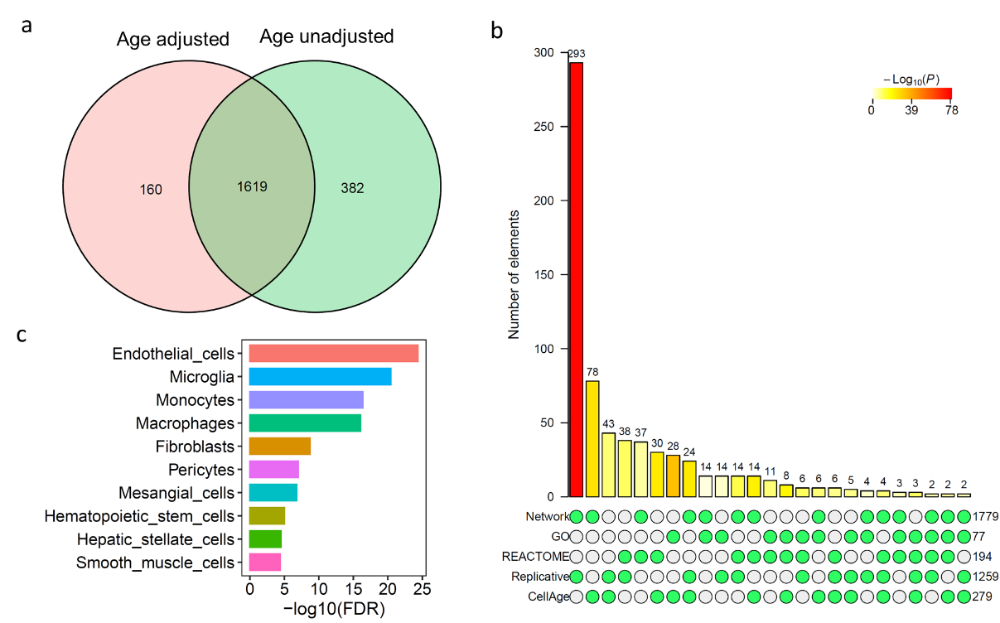 a
Age adjusted
Age unadjusted
160
1619
382
b
Number of elements
300
250
200
150
100
50
0
293
78
43
38
37
30
28
24
14
14
14
14
11
8
6
6
6
5
4
4
3
3
2
2
2
−Log10(P)
0 39 78
Network 1779
GO 77
REACTOME 194
Replicative 1259
CellAge 279
c
Endothelial_cells
Microglia
Monocytes
Macrophages
Fibroblasts
Pericytes
Mesangial_cells
Hematopoietic_stem_cells
Hepatic_stellate_cells
Smooth_muscle_cells
0 5 10 15 20 25
−log10(FDR)